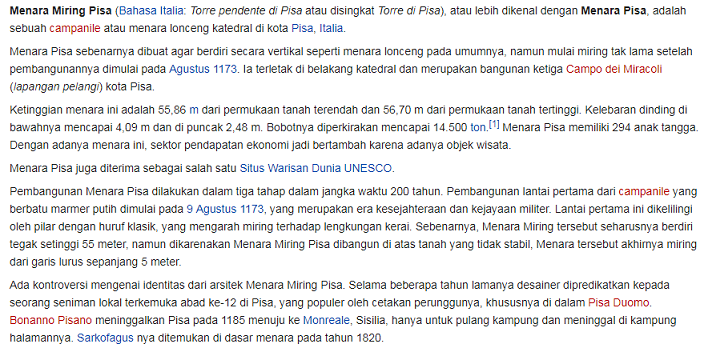 Menara Miring Pisa (Bahasa Italia: Torre pendente di Pisa atau disingkat Torre di Pisa), atau lebih dikenal dengan Menara Pisa, adalah
sebuah campanile atau menara lonceng katedral di kota Pisa, Italia.
Menara Pisa sebenarnya dibuat agar berdiri secara vertikal seperti menara lonceng pada umumnya, namun mulai miring tak lama setelah
pembangunannya dimulai pada Agustus 1173. Ia terletak di belakang katedral dan merupakan bangunan ketiga Campo dei Miracoli
(lapangan pelangi) kota Pisa.
Ketinggian menara ini adalah 55,86 m dari permukaan tanah terendah dan 56,70 m dari permukaan tanah tertinggi. Kelebaran dinding di
bawahnya mencapai 4,09 m dan di puncak 2,48 m. Bobotnya diperkirakan mencapai 14.500 ton.[1] Menara Pisa memiliki 294 anak tangga.
Dengan adanya menara ini, sektor pendapatan ekonomi jadi bertambah karena adanya objek wisata.
Menara Pisa juga diterima sebagai salah satu Situs Warisan Dunia UNESCO.
Pembangunan Menara Pisa dilakukan dalam tiga tahap dalam jangka waktu 200 tahun. Pembangunan lantai pertama dari campanile yang
berbatu marmer putih dimulai pada 9 Agustus 1173, yang merupakan era kesejahteraan dan kejayaan militer. Lantai pertama ini dikelilingi
oleh pilar dengan huruf klasik, yang mengarah miring terhadap lengkungan kerai. Sebenarnya, Menara Miring tersebut seharusnya berdiri
tegak setinggi 55 meter, namun dikarenakan Menara Miring Pisa dibangun di atas tanah yang tidak stabil, Menara tersebut akhirnya miring
dari garis lurus sepanjang 5 meter.
Ada kontroversi mengenai identitas dari arsitek Menara Miring Pisa. Selama beberapa tahun lamanya desainer dipredikatkan kepada
seorang seniman lokal terkemuka abad ke-12 di Pisa, yang populer oleh cetakan perunggunya, khususnya di dalam Pisa Duomo.
Bonanno Pisano meninggalkan Pisa pada 1185 menuju ke Monreale, Sisilia, hanya untuk pulang kampung dan meninggal di kampung
halamannya. Sarkofagus nya ditemukan di dasar menara pada tahun 1820.